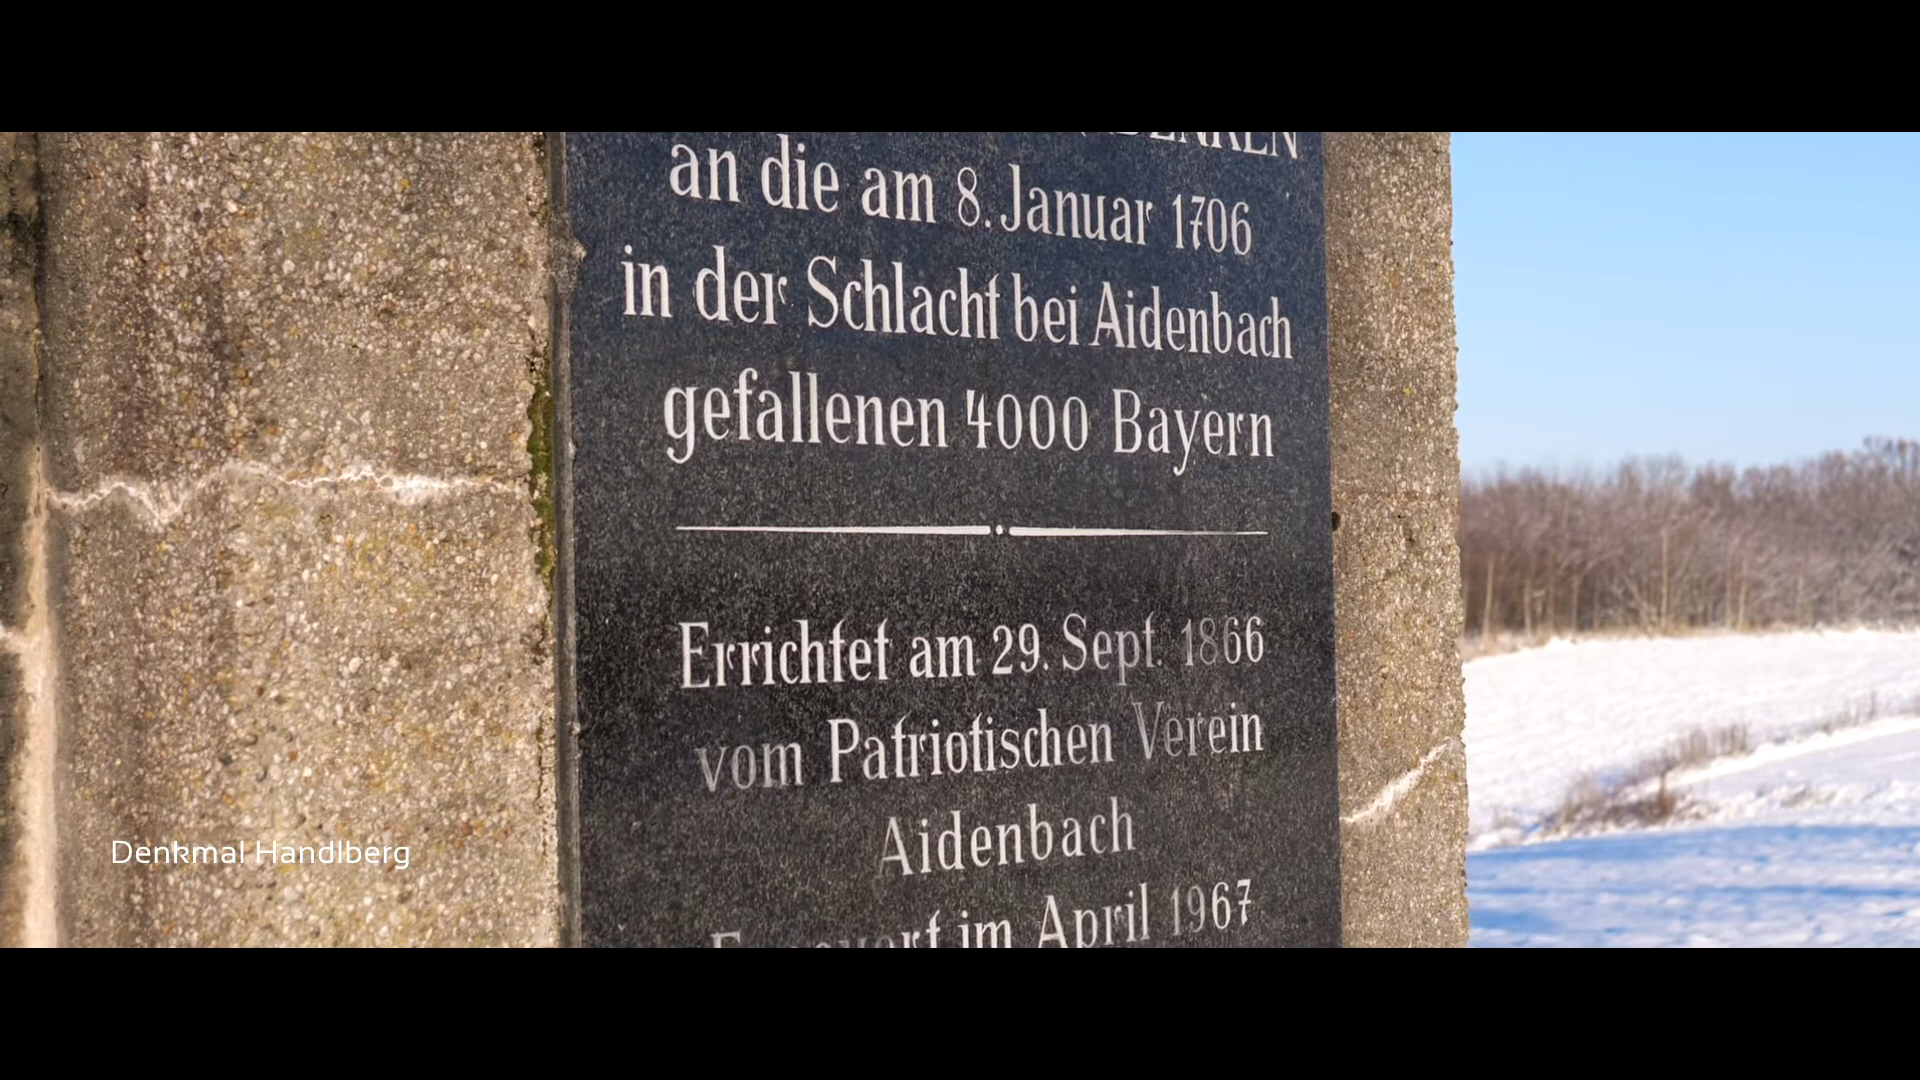 an die am 8. Januar 1706
in der Schlacht bei Aidenbach
gefallenen 4000 Bayern
Errichtet am 29. Sept. 1866
vom Patriotischen Verein
Aidenbach
im April 1967
Denkmal Handlberg